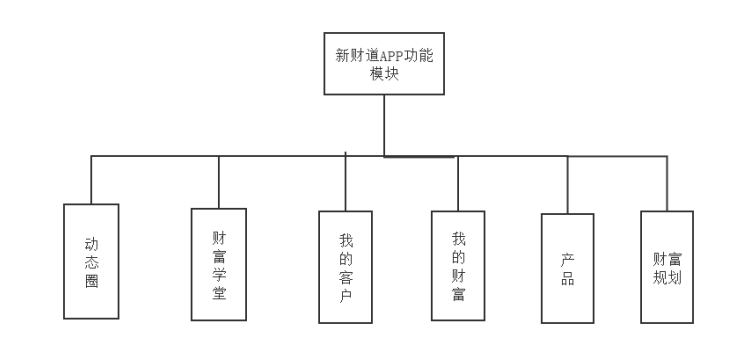 新财道APP功能
模块
动
态
圈
财
富
学
堂
我
的
客
户
我
的
财
富
产
品
财富
规划